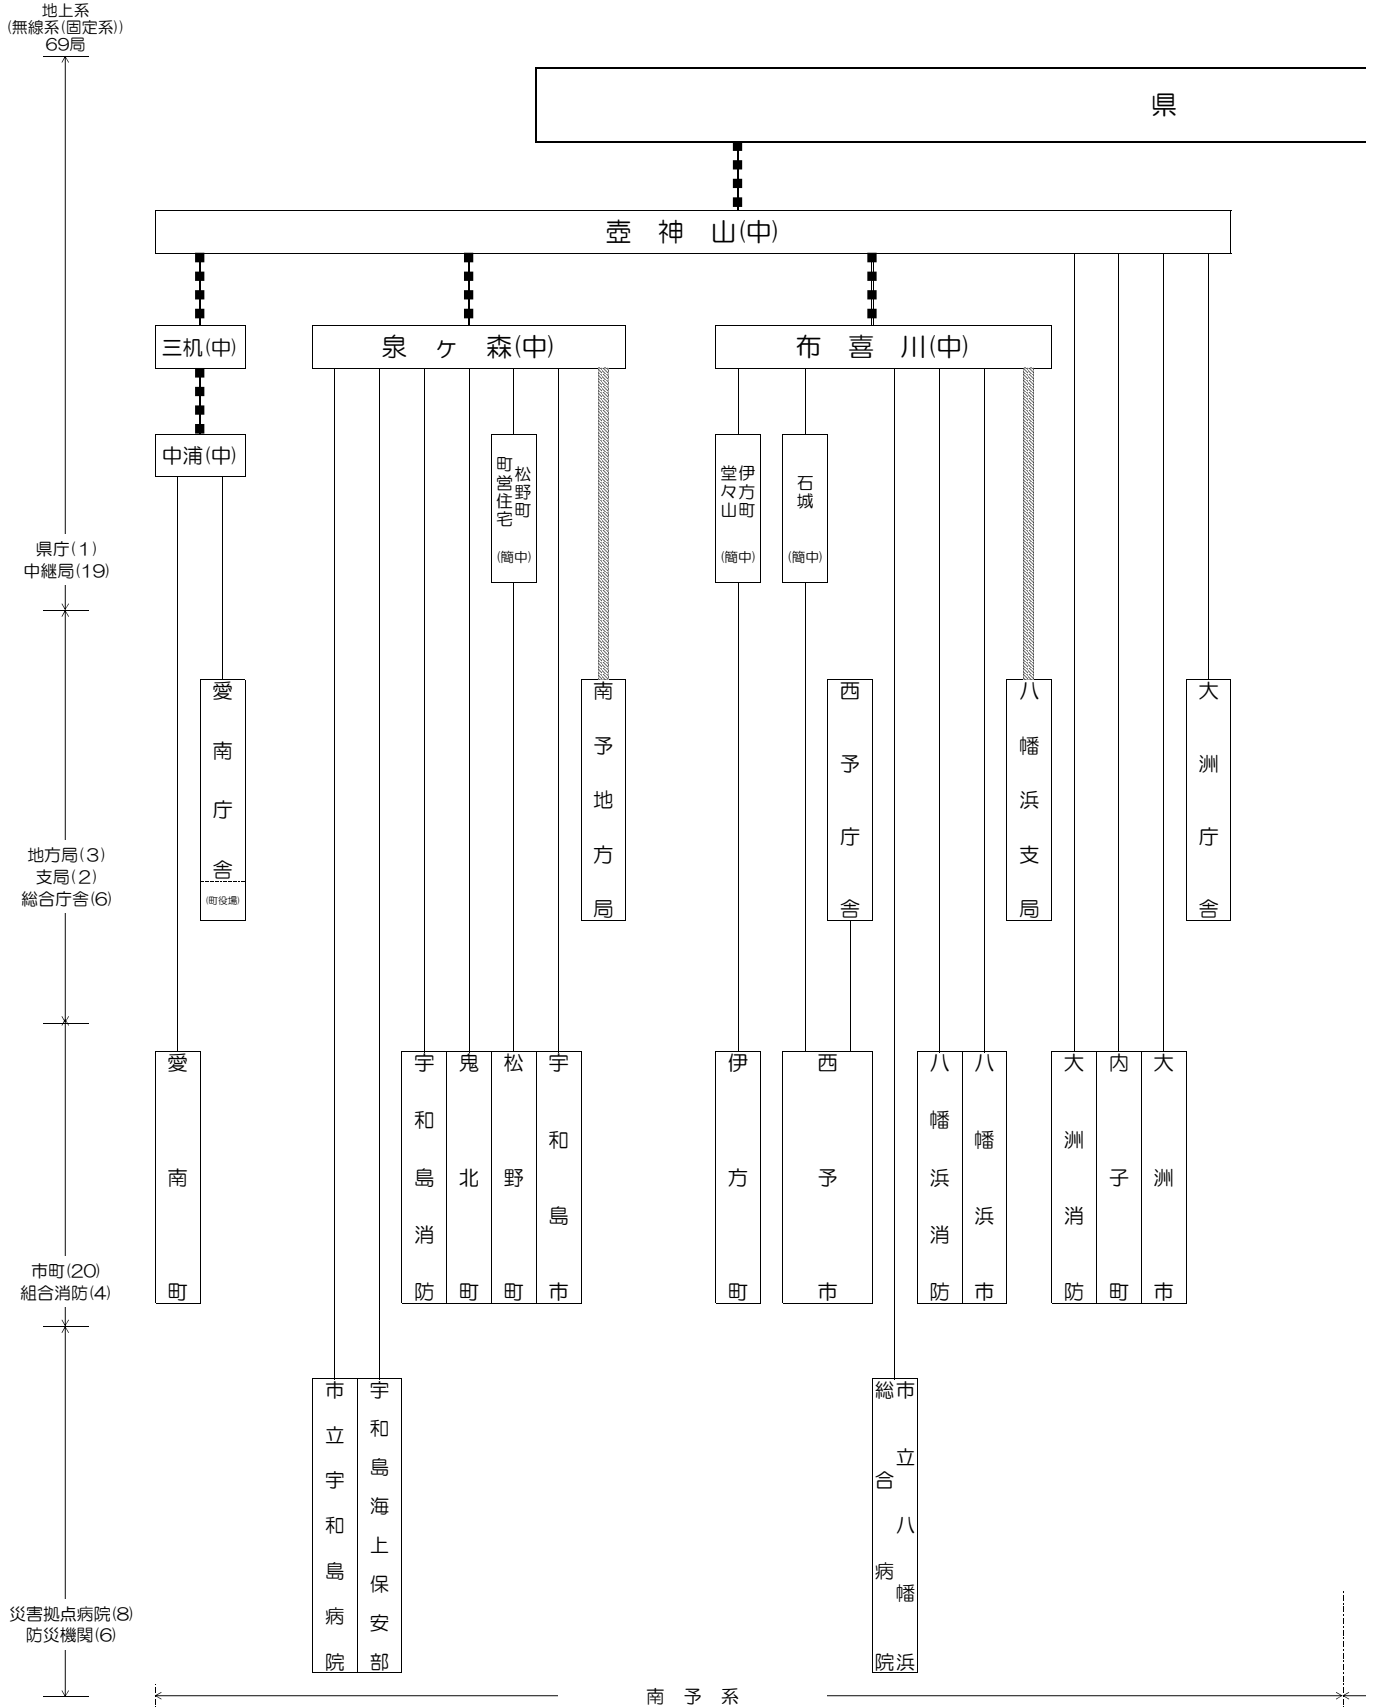 地上系
(無線系(固定系))
69局
県
壺神山(中)
三机(中)
泉ヶ森(中)
布喜川(中)
中浦(中)
松野町
町営住宅
(簡中)
伊方町
堂々山
(簡中)
石城
(簡中)
県庁(1)
中継局(19)
愛南庁舎
(町役場)
南予地方局
西予庁舎
八幡浜支局
大洲庁舎
地方局(3)
支局(2)
総合庁舎(6)
愛南町
宇和島消防
鬼北町
松野町
宇和島市
伊方町
西予市
八幡浜消防
八幡浜市
大洲消防
内子町
大洲市
市町(20)
組合消防(4)
市立宇和島病院
宇和島海上保安部
市立八幡浜
総合病院
災害拠点病院(8)
防災機関(6)
南予系